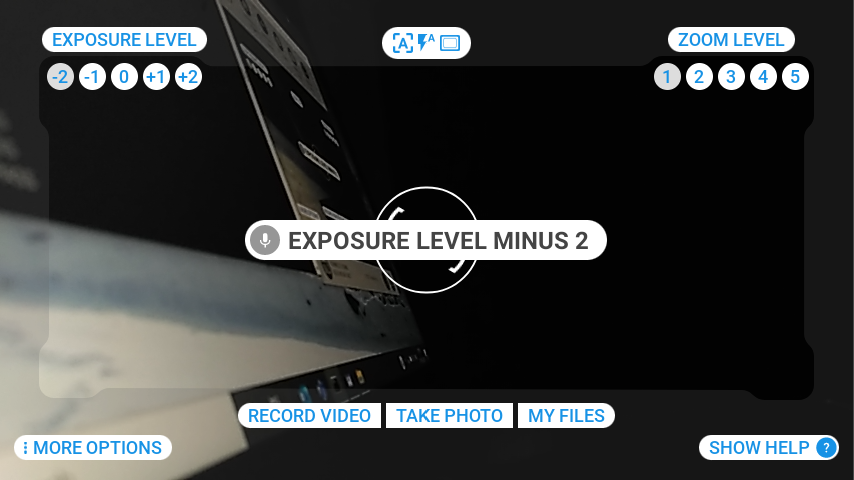 EXPOSURE LEVEL
ZOOM LEVEL
-2 -1 0 +1 +2
1 2 3 4 5
EXPOSURE LEVEL MINUS 2
RECORD VIDEO
TAKE PHOTO
MY FILES
MORE OPTIONS
SHOW HELP ?